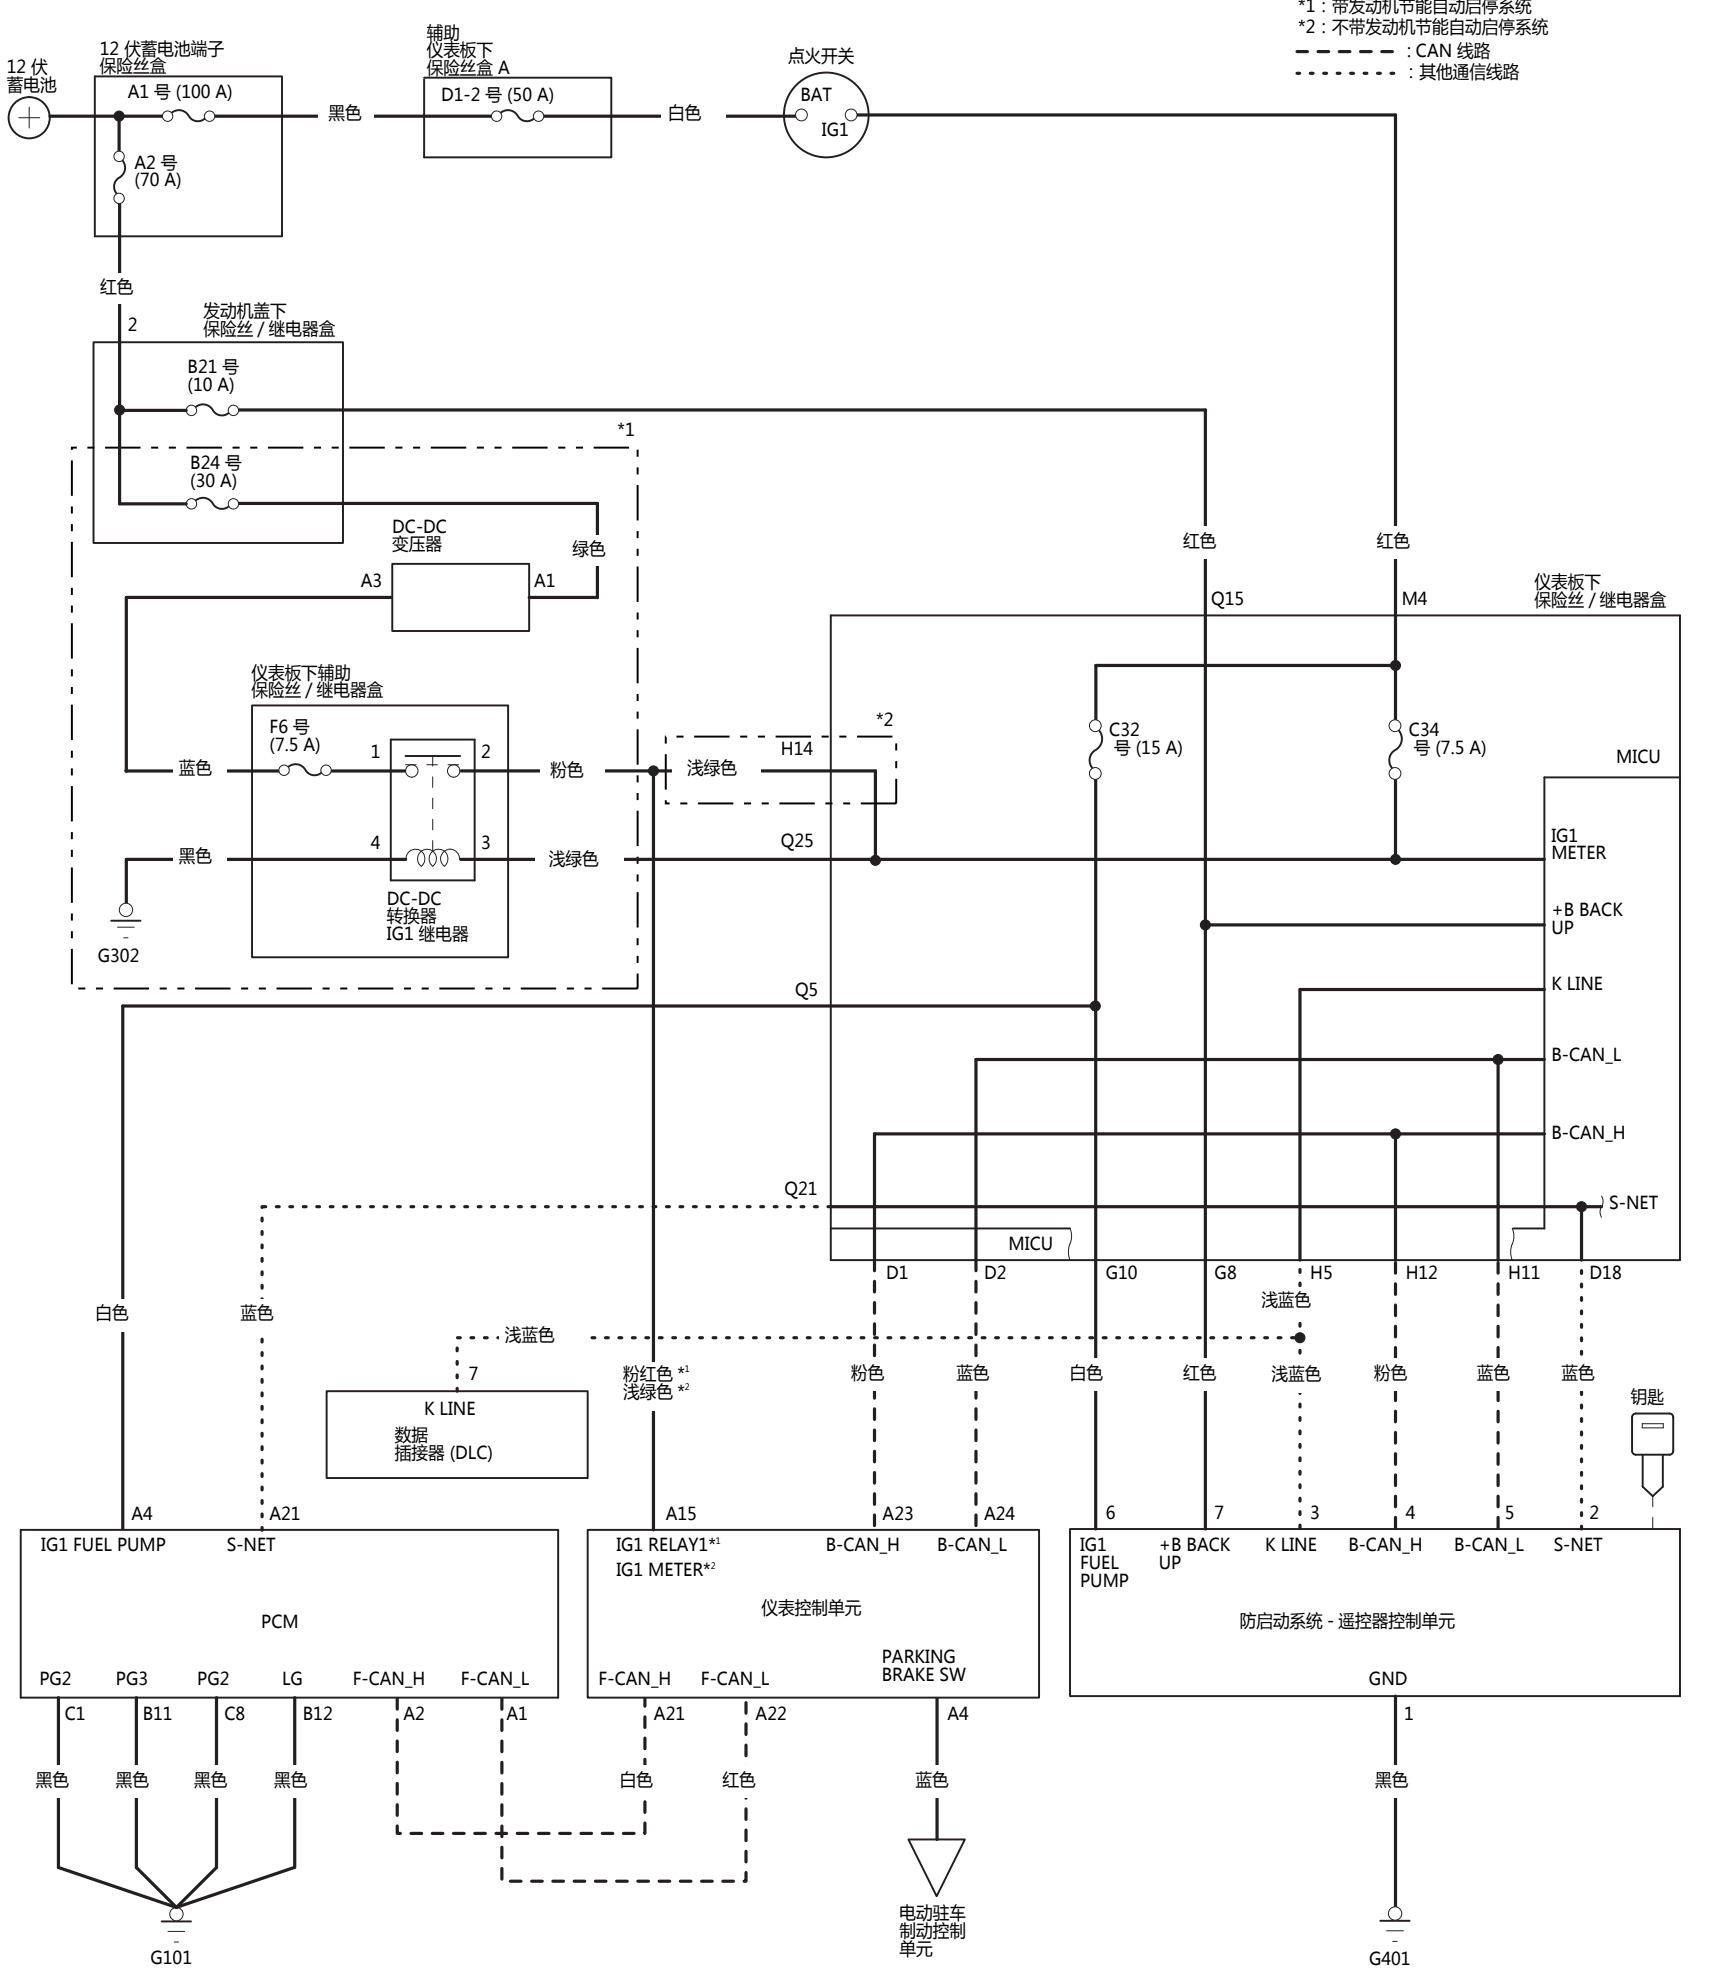 *1：带发动机节能自动启停系统
*2：不带发动机节能自动启停系统
：CAN 线路
：其他通信线路
12 伏
蓄电池
12 伏蓄电池端子
保险丝盒
A1 号 (100 A)
A2 号
(70 A)
黑色
辅助
仪表板下
保险丝盒 A
D1-2 号 (50 A)
白色
点火开关
BAT
IG1
红色
2
发动机盖下
保险丝 / 继电器盒
B21 号
(10 A)
*1
B24 号
(30 A)
DC-DC
变压器
绿色
A3
A1
红色
红色
Q15
M4
仪表板下
保险丝 / 继电器盒
仪表板下辅助
保险丝 / 继电器盒
F6 号
(7.5 A)
1
2
蓝色
粉色
*2
H14
浅绿色
C32
号 (15 A)
C34
号 (7.5 A)
MICU
4
3
黑色
浅绿色
Q25
IG1
METER
DC-DC
转换器
IG1 继电器
G302
+B BACK
UP
Q5
K LINE
B-CAN_L
B-CAN_H
Q21
S-NET
MICU
D1
D2
G10
G8
H5
H12
H11
D18
浅蓝色
白色
蓝色
浅蓝色
7
K LINE
数据
插接器 (DLC)
粉红色 *1
浅绿色 *2
粉色
蓝色
白色
红色
浅蓝色
粉色
蓝色
蓝色
钥匙
A4
A21
A15
A23
A24
6
7
3
4
5
2
IG1 FUEL PUMP
S-NET
IG1 RELAY1*1
IG1 METER*2
B-CAN_H
B-CAN_L
IG1
FUEL
PUMP
+B BACK
UP
K LINE
B-CAN_H
B-CAN_L
S-NET
PCM
仪表控制单元
防启动系统 - 遥控器控制单元
PARKING
BRAKE SW
PG2
PG3
PG2
LG
F-CAN_H
F-CAN_L
F-CAN_H
F-CAN_L
GND
C1
B11
C8
B12
A2
A1
A21
A22
A4
1
黑色
黑色
黑色
黑色
白色
红色
蓝色
黑色
电动驻车
制动控制
单元
G101
G401